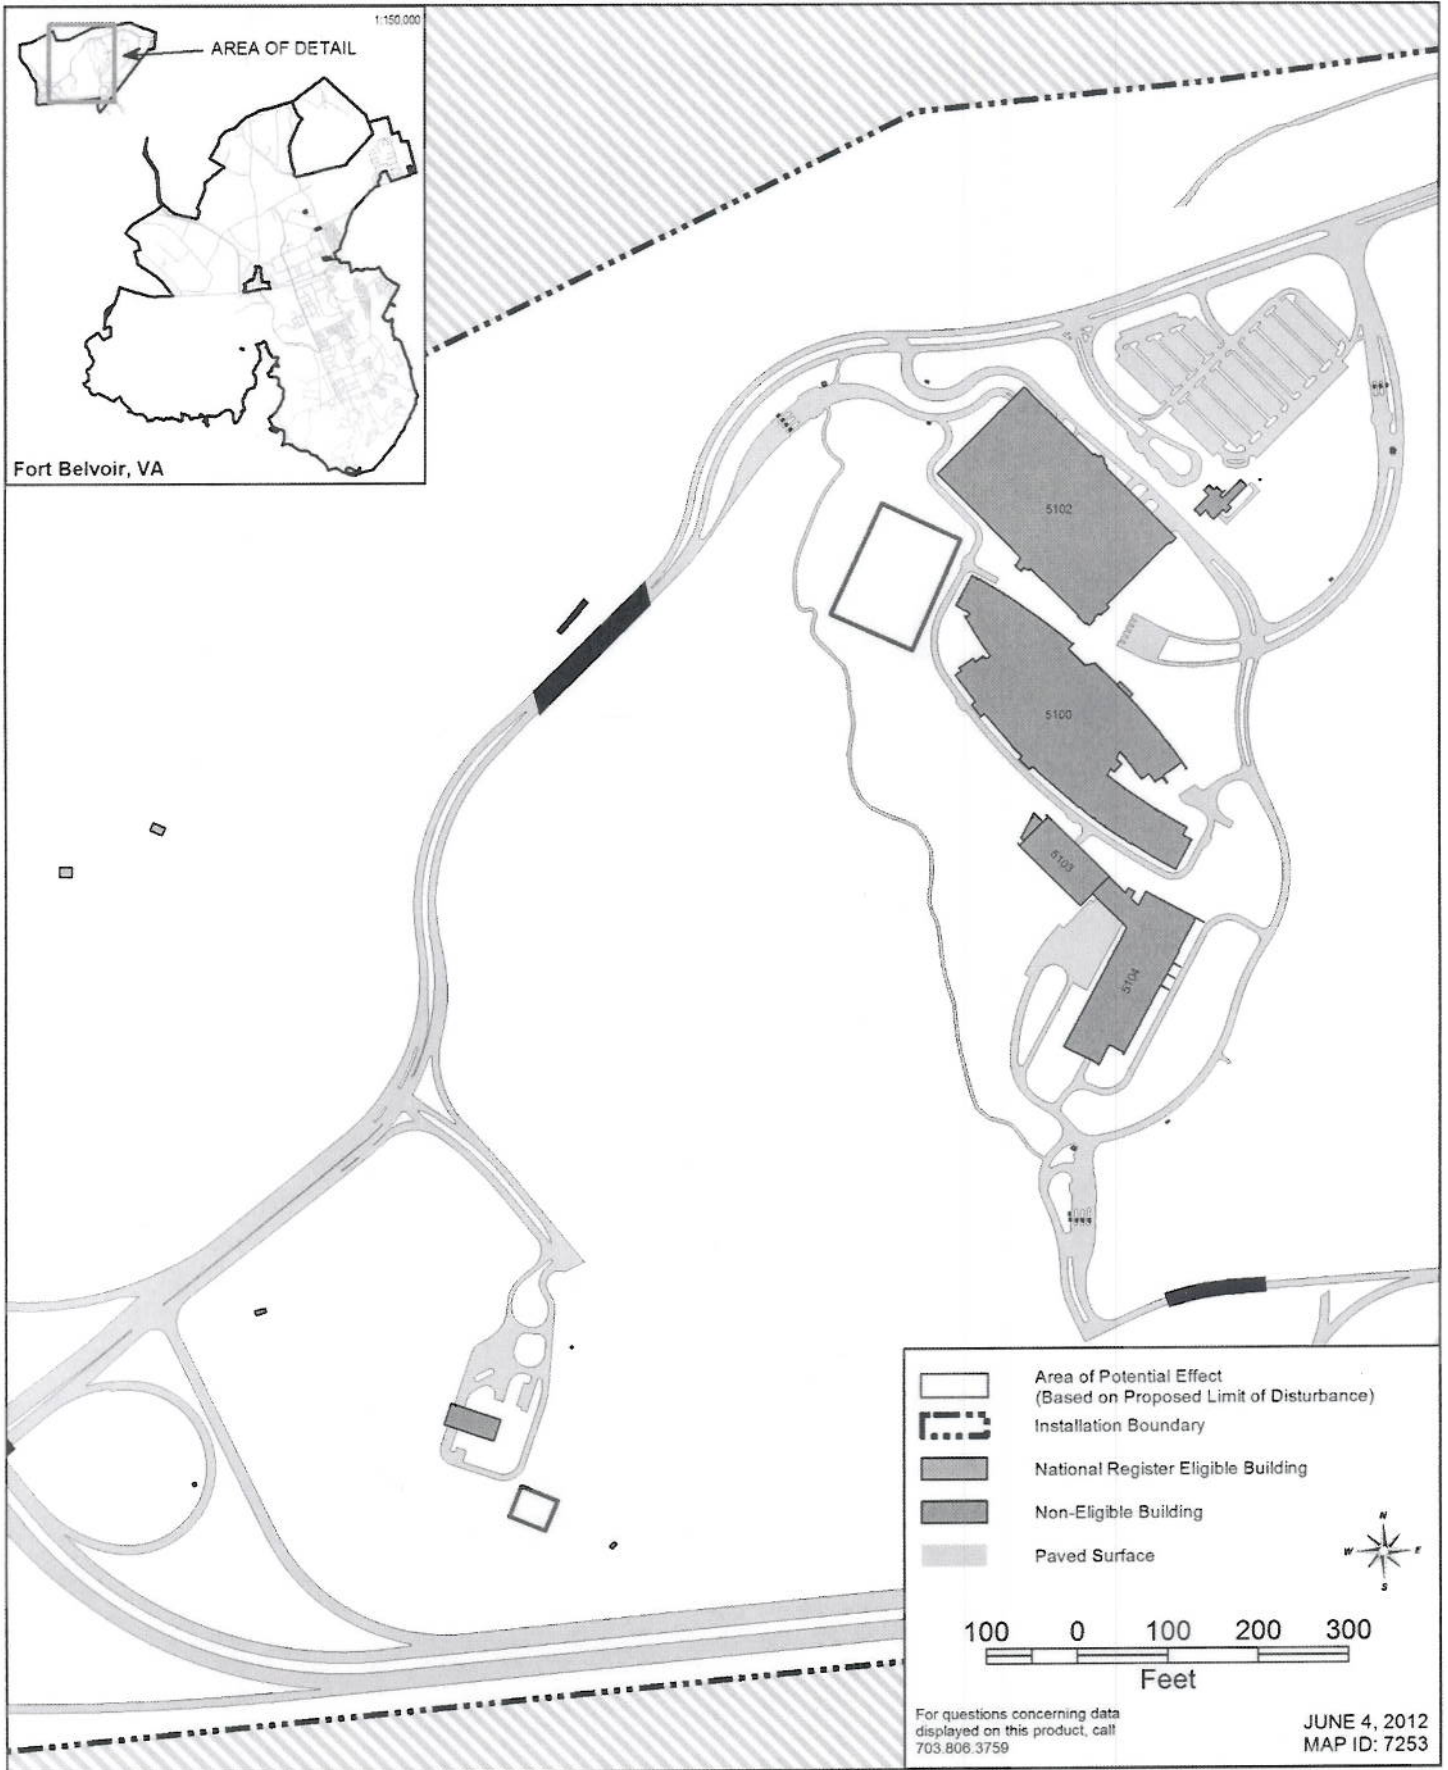 1:150,000
AREA OF DETAIL
Fort Belvoir, VA
5102
5100
5103
5104
Area of Potential Effect
(Based on Proposed Limit of Disturbance)
Installation Boundary
National Register Eligible Building
Non-Eligible Building
Paved Surface
N
W E
S
100 0 100 200 300
Feet
For questions concerning data
displayed on this product, call
703.806.3759
JUNE 4, 2012
MAP ID: 7253